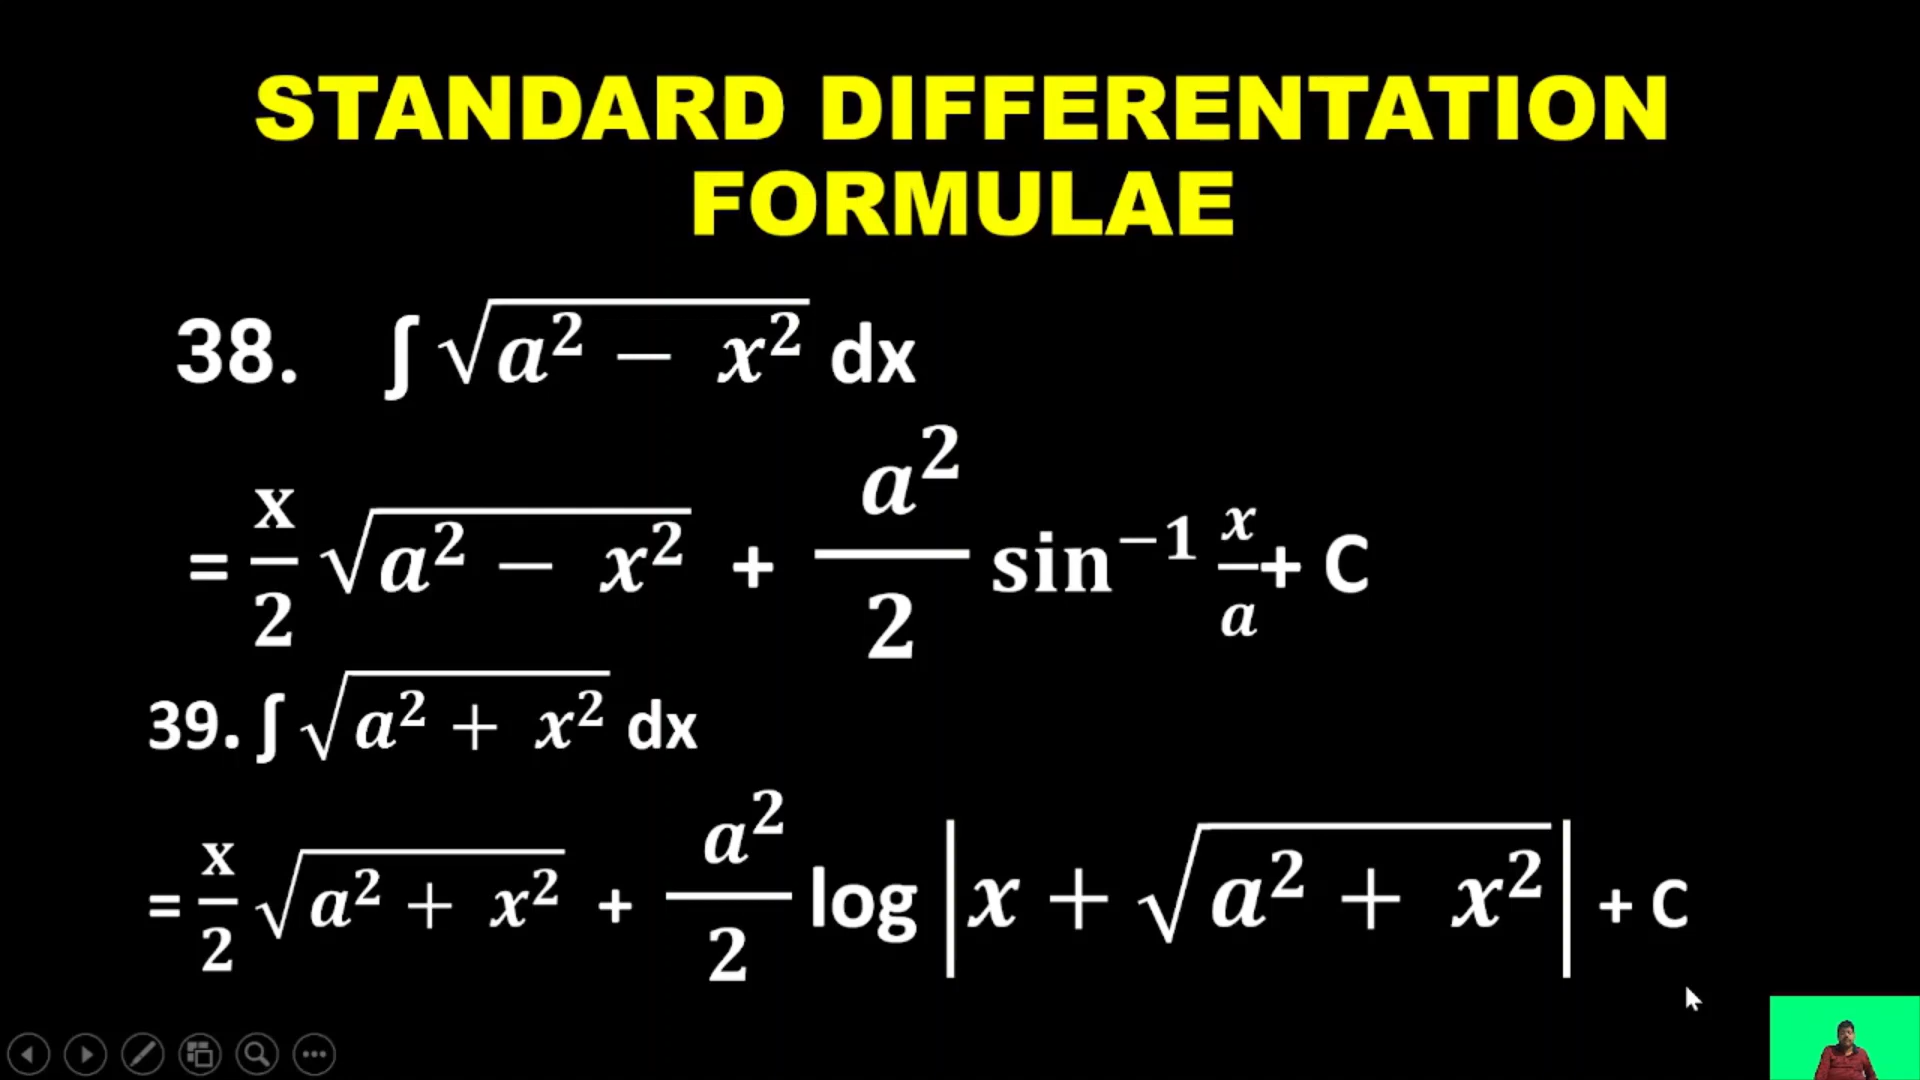 STANDARD DIFFERENTATION
FORMULAE
38. ∫ √(a² − x²) dx
= x/2 √(a² − x²) + a²/2 sin⁻¹ x/a + C
39. ∫ √(a² + x²) dx
= x/2 √(a² + x²) + a²/2 log |x + √(a² + x²)| + C